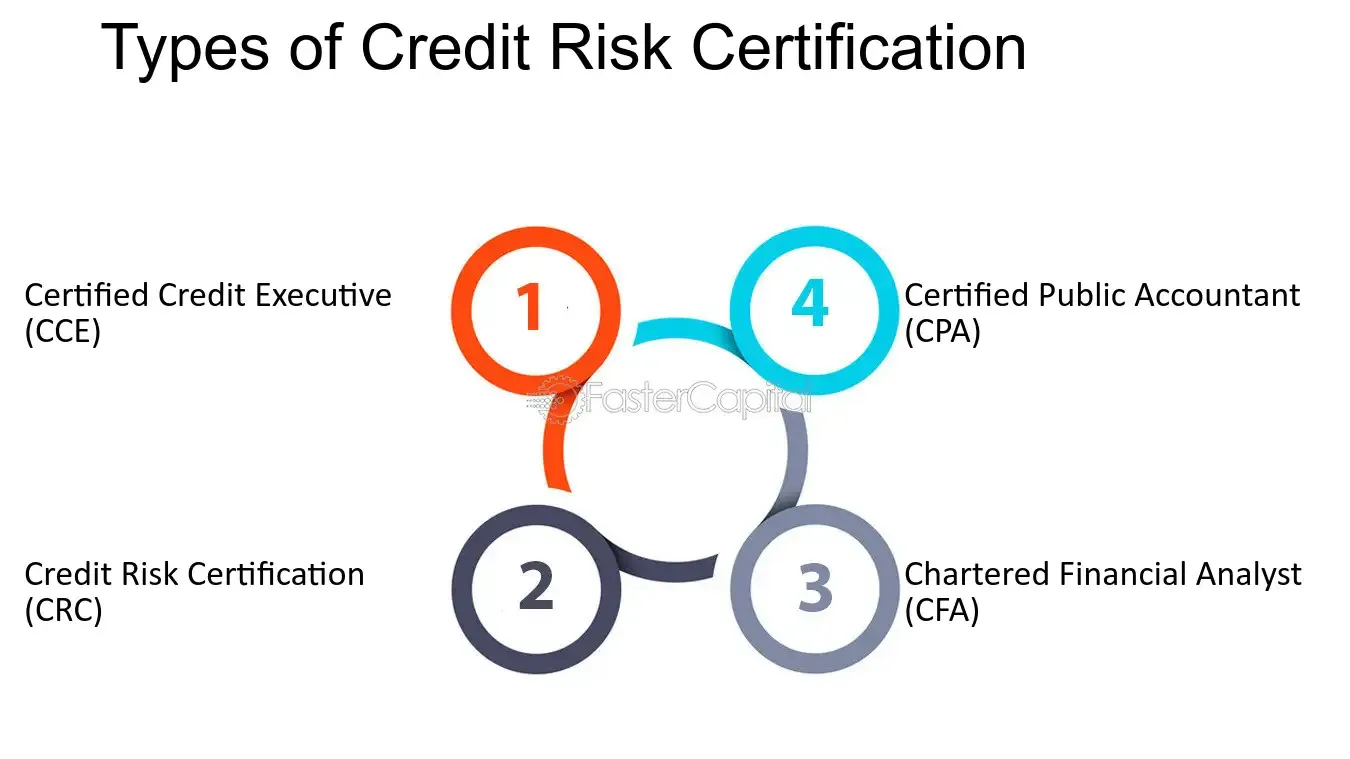 Types of Credit Risk Certification
1
4
Certified Credit Executive
(CCE)
Certified Public Accountant
(CPA)
FasterCapital
2
3
Credit Risk Certification
(CRC)
Chartered Financial Analyst
(CFA)